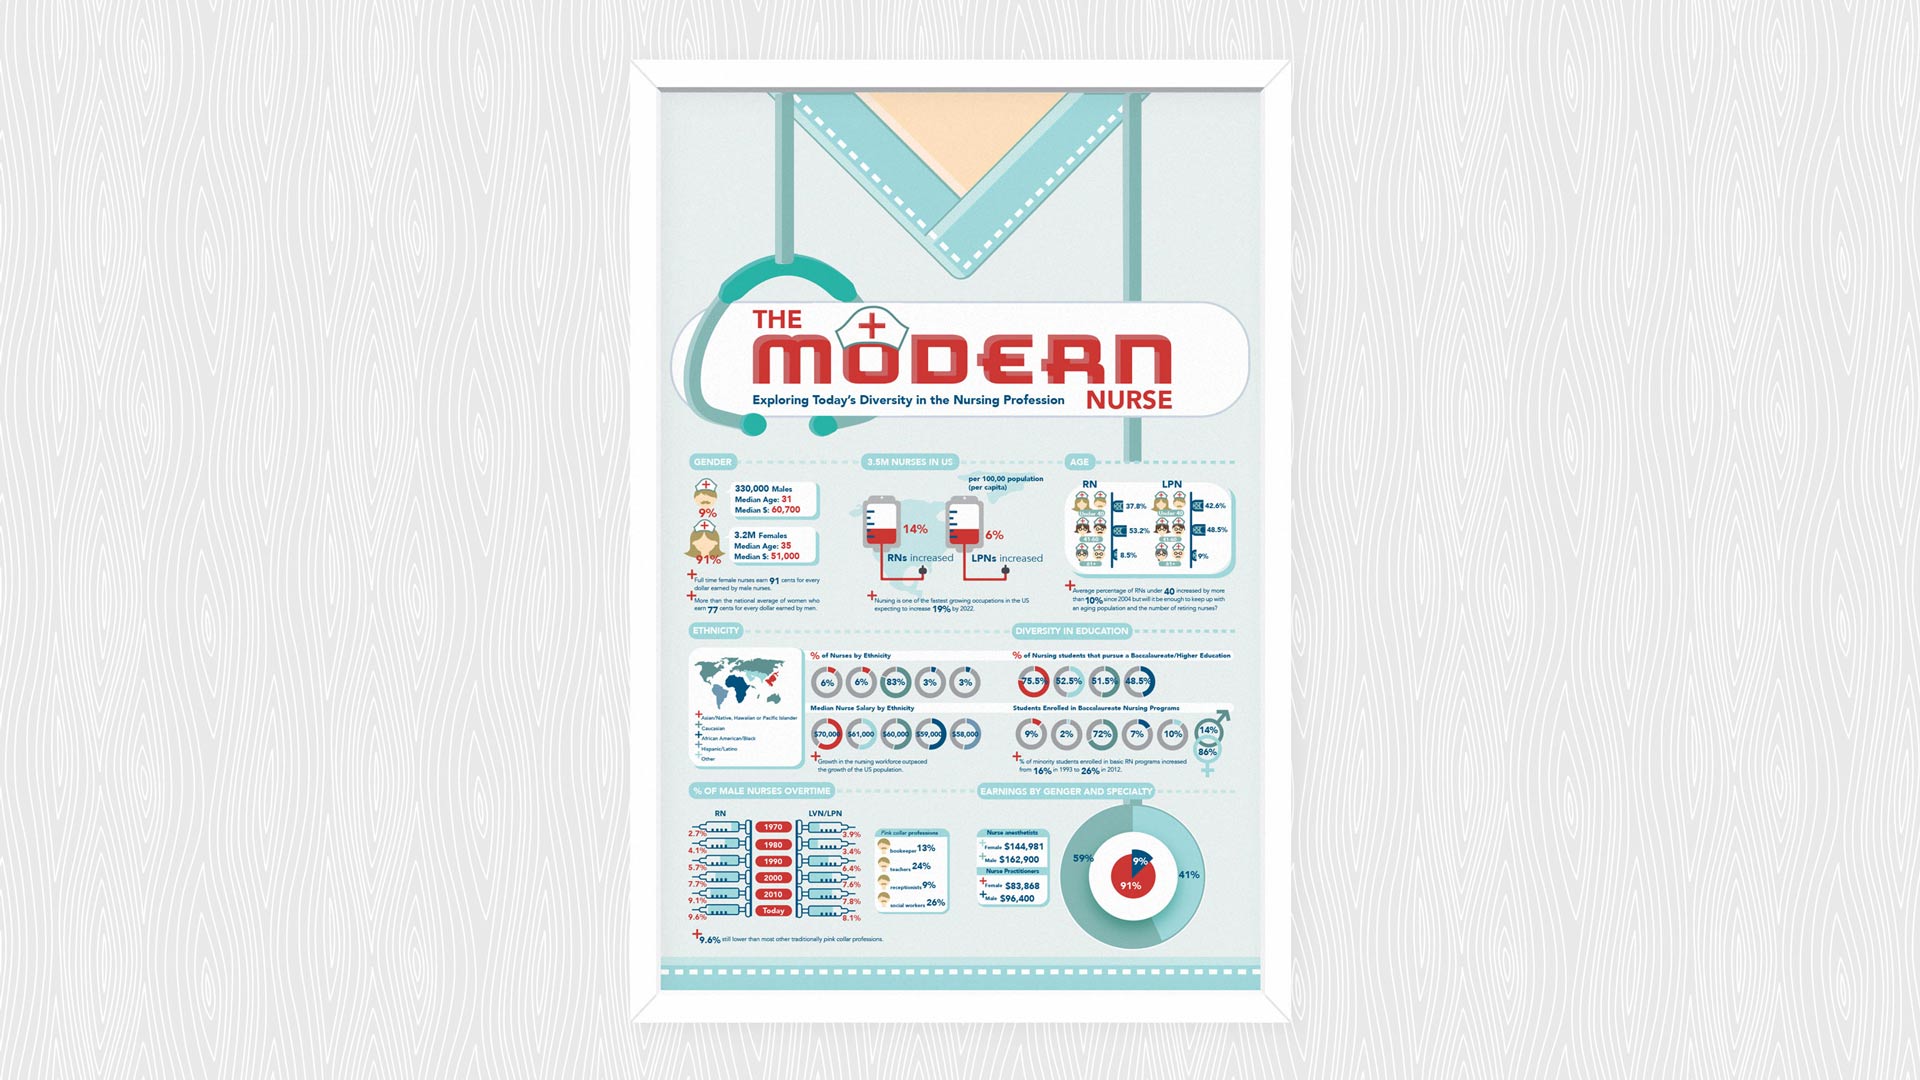 THE
MODERN
NURSE
Exploring Today's Diversity in the Nursing Profession
GENDER
9%
330,000 Males
Median Age: 31
Median $: 60,700
91%
3.2M Females
Median Age: 35
Median $: 51,000
Full time female nurses earn 91 cents for every
dollar earned by male nurses.
More than the national average of women who
earn 77 cents for every dollar earned by men.
3.5M NURSES IN US
per 100,00 population
(per capita)
14%
RNs increased
6%
LPNs increased
Nursing is one of the fastest growing occupations in the US
expecting to increase 19% by 2022.
AGE
RN
LPN
Under 40
37.8%
Under 40
42.6%
41-60
53.2%
41-60
48.5%
61+
8.5%
61+
9%
Average percentage of RNs under 40 increased by more
than 10% since 2004 but will it be enough to keep up with
an aging population and the number of retiring nurses?
ETHNICITY
Asian/Native, Hawaiian or Pacific Islander
Caucasian
African American/Black
Hispanic/Latino
Other
% of Nurses by Ethnicity
6% 6% 83% 3% 3%
Median Nurse Salary by Ethnicity
$70,000 $61,000 $60,000 $59,000 $58,000
Growth in the nursing workforce outpaced
the growth of the US population.
DIVERSITY IN EDUCATION
% of Nursing students that pursue a Baccalaureate/Higher Education
75.5% 52.5% 51.5% 48.5%
Students Enrolled in Baccalaureate Nursing Programs
9% 2% 72% 7% 10%
14%
86%
% of minority students enrolled in basic RN programs increased
from 16% in 1993 to 26% in 2012.
% OF MALE NURSES OVERTIME
RN
LVN/LPN
2.7% 1970 3.9%
4.1% 1980 3.4%
5.7% 1990 6.4%
7.7% 2000 7.6%
9.1% 2010 7.8%
9.6% Today 8.1%
Pink collar professions
bookeeper 13%
teachers 24%
receptionists 9%
social workers 26%
9.6% still lower than most other traditionally pink collar professions.
EARNINGS BY GENGER AND SPECIALTY
Nurse anesthetists
Female $144,981
Male $162,900
Nurse Practitioners
Female $83,868
Male $96,400
59%
9%
91%
41%